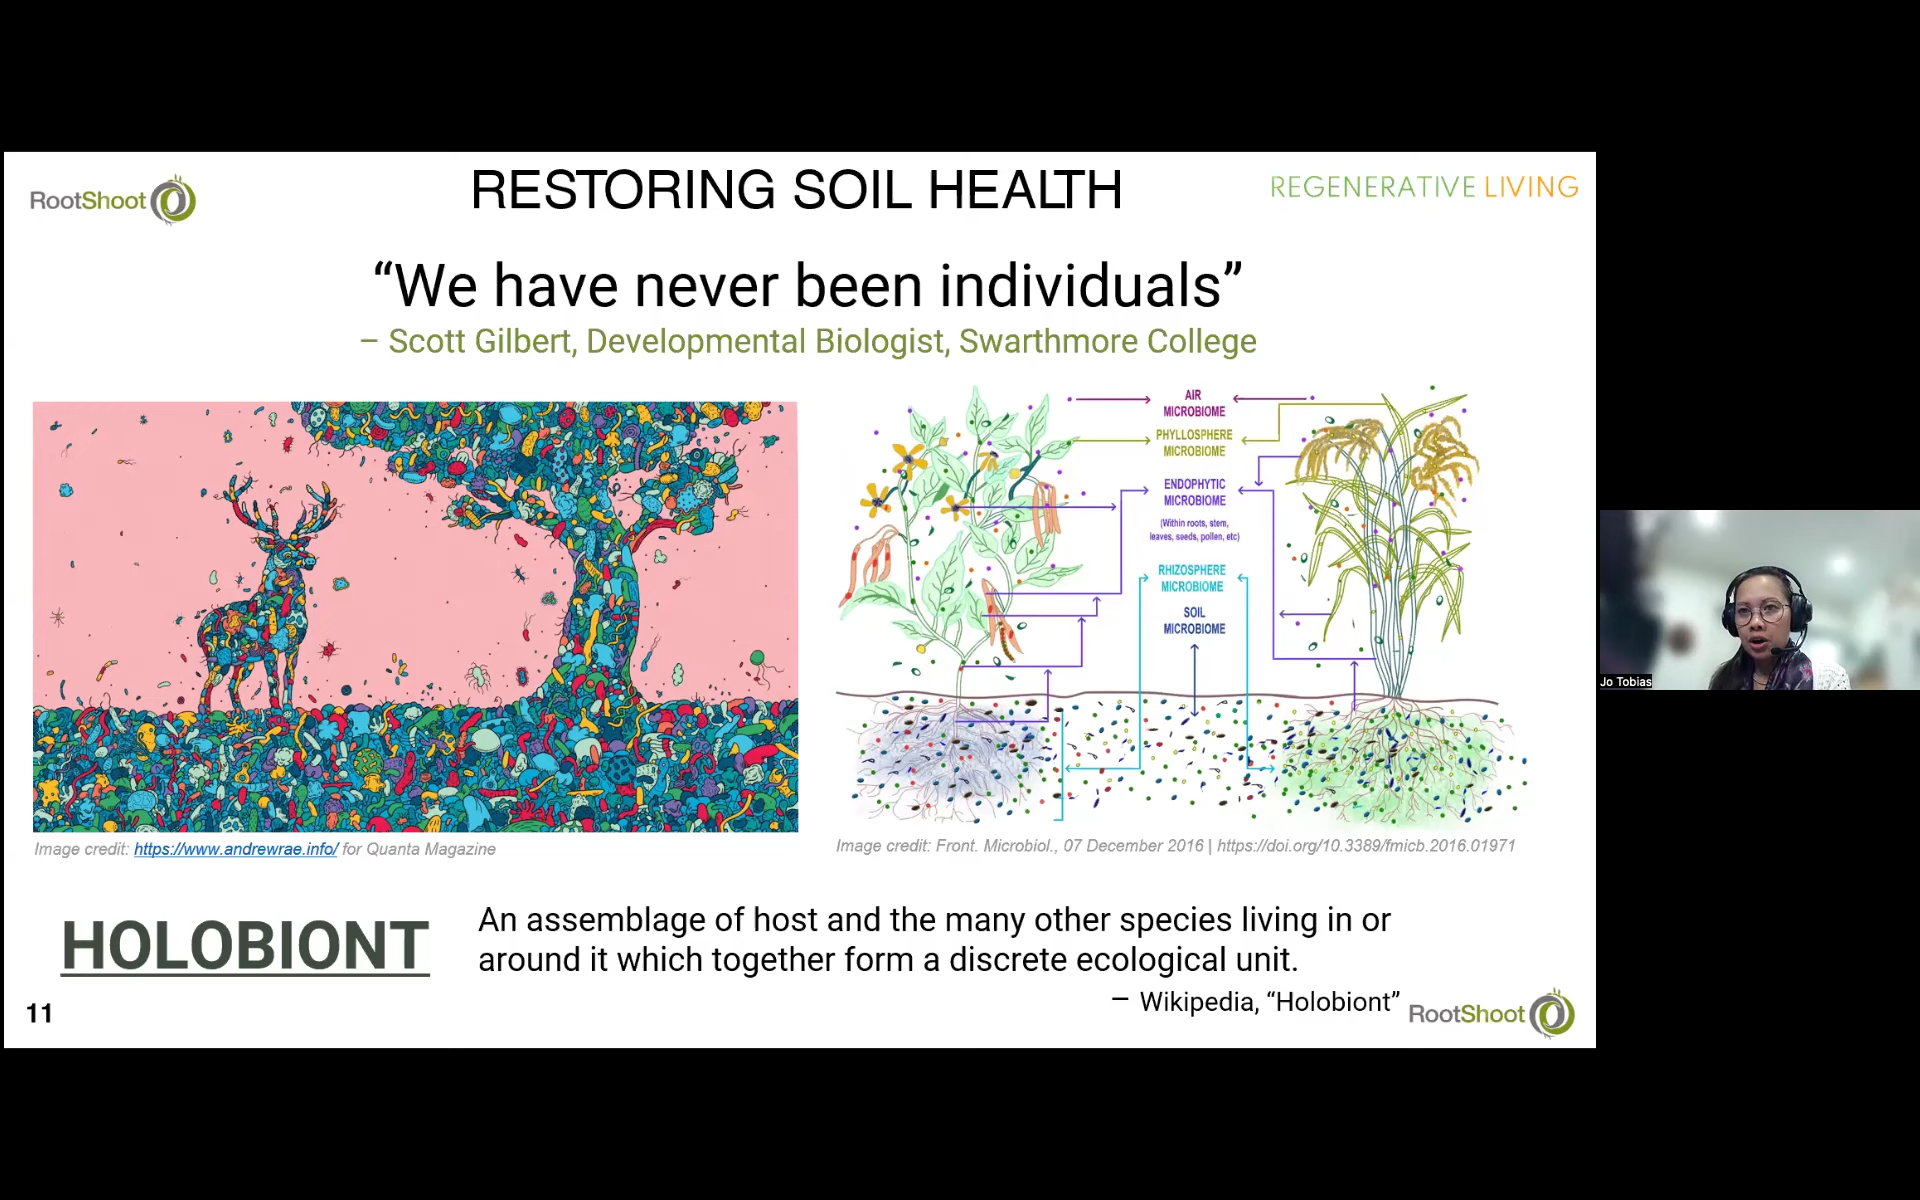 RootShoot
RESTORING SOIL HEALTH
REGENERATIVE LIVING
“We have never been individuals”
– Scott Gilbert, Developmental Biologist, Swarthmore College
AIR
MICROBIOME
PHYLLOSPHERE
MICROBIOME
ENDOPHYTIC
MICROBIOME
(Within roots, stem,
leaves, seeds, pollen, etc)
RHIZOSPHERE
MICROBIOME
SOIL
MICROBIOME
Image credit: https://www.andrewrae.info/ for Quanta Magazine
Image credit: Front. Microbiol., 07 December 2016 | https://doi.org/10.3389/fmicb.2016.01971
HOLOBIONT
An assemblage of host and the many other species living in or
around it which together form a discrete ecological unit.
– Wikipedia, “Holobiont”
11
RootShoot
Jo Tobias